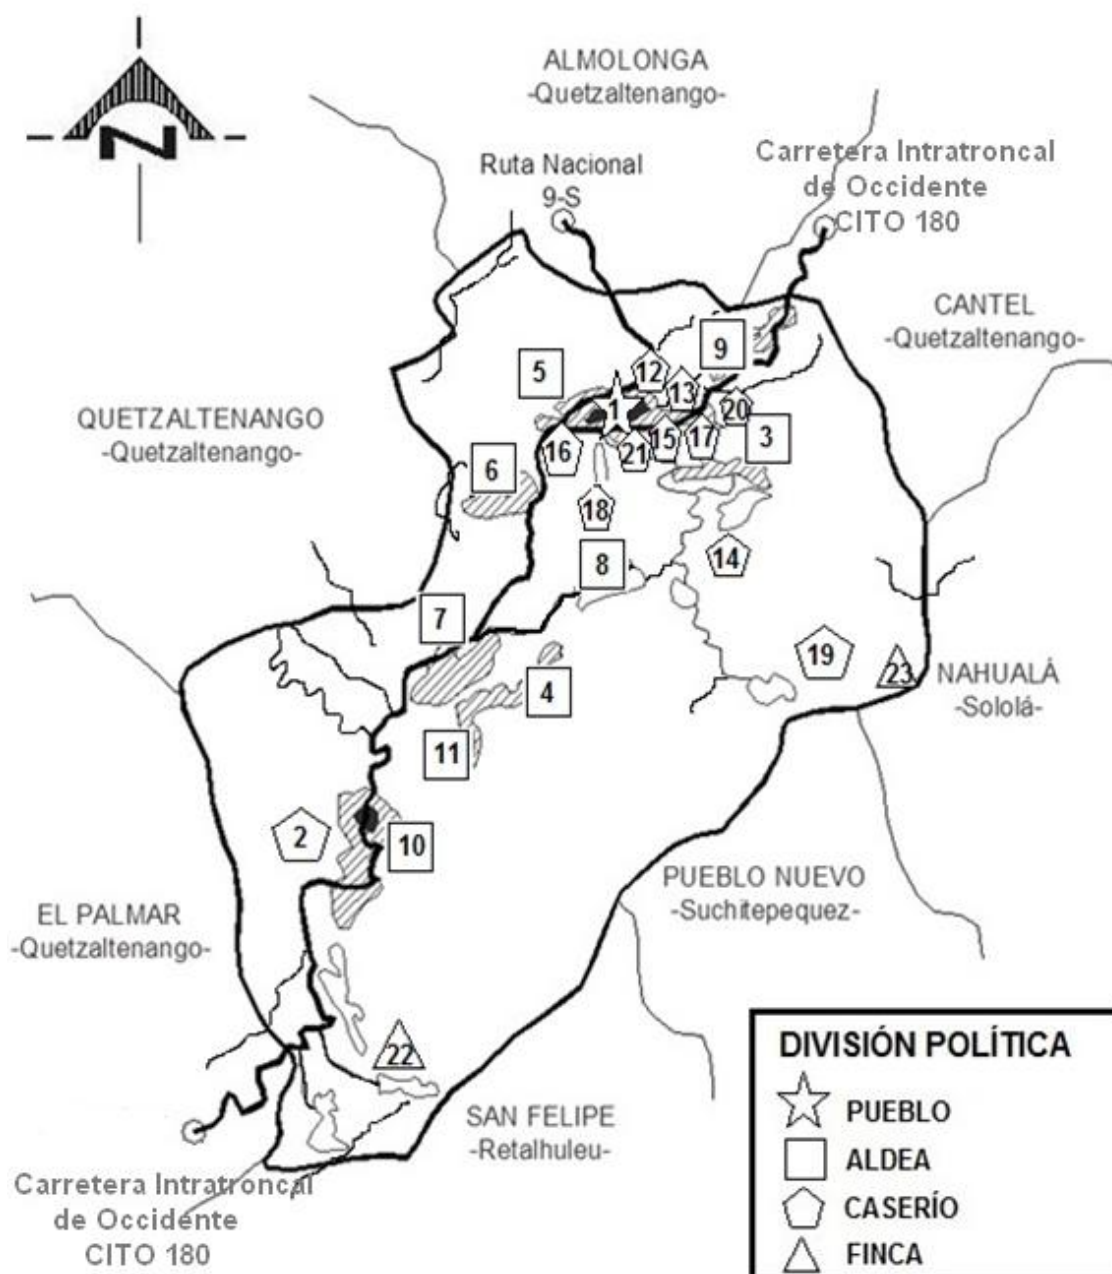 ALMOLONGA
-Quetzaltenango-
Carretera Intratroncal
de Occidente
CITO 180
Ruta Nacional
9-S
N
CANTEL
-Quetzaltenango-
QUETZALTENANGO
-Quetzaltenango-
9
5
12
13
1
20
3
16
21
15
17
6
18
8
14
7
19
23
NAHUALÁ
-Sololá-
4
11
2
10
PUEBLO NUEVO
-Suchitepequez-
EL PALMAR
-Quetzaltenango-
22
SAN FELIPE
-Retalhuleu-
Carretera Intratroncal
de Occidente
CITO 180
DIVISIÓN POLÍTICA
PUEBLO
ALDEA
CASERÍO
FINCA